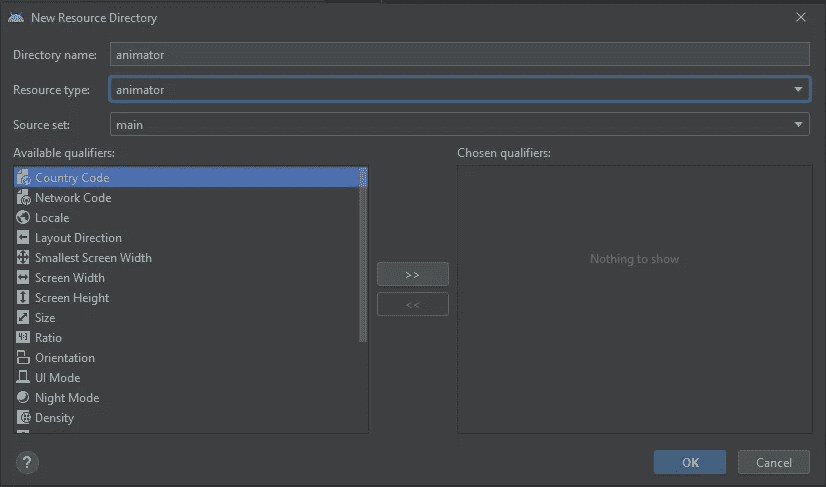 New Resource Directory
Directory name: animator
Resource type: animator
Source set: main
Available qualifiers:
Chosen qualifiers:
Country Code
Network Code
Locale
Layout Direction
Smallest Screen Width
Screen Width
Screen Height
Size
Ratio
Orientation
UI Mode
Night Mode
Density
>>
<<
Nothing to show
?
OK
Cancel